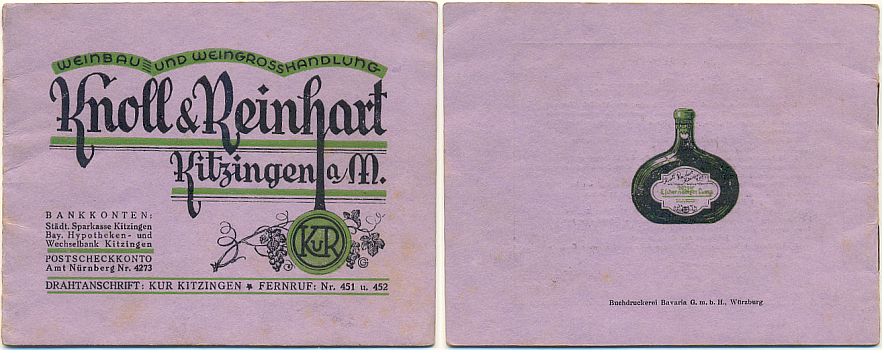 WEINBAU UND WEINGROSSHANDLUNG
Knoll & Reinhart
Kitzingen a/M.
BANKKONTEN:
Städt. Sparkasse Kitzingen
Bay. Hypotheken- und
Wechselbank Kitzingen
POSTSCHECKKONTO
Amt Nürnberg Nr. 4273
KuR
G
DRAHTANSCHRIFT: KUR KITZINGEN * FERNRUF: Nr. 451 u. 452
Buchdruckerei Bavaria G. m. b. H., Würzburg